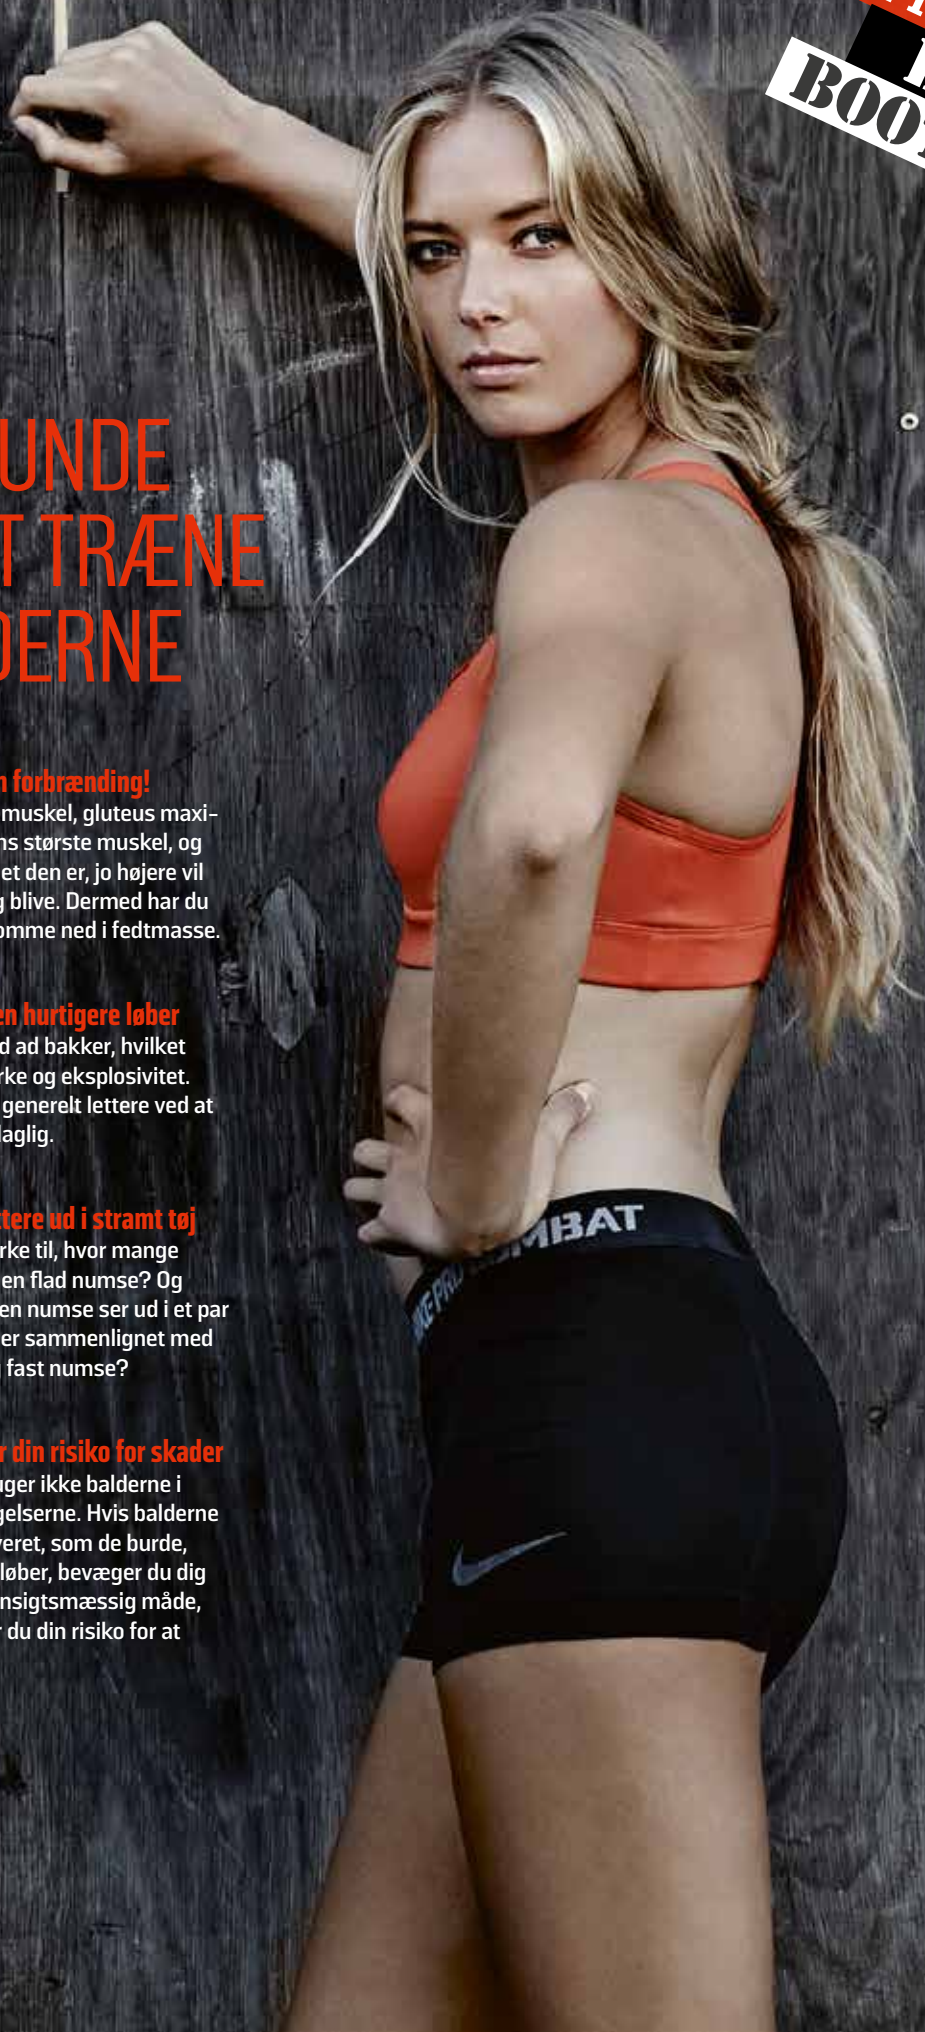 BOO
UNDE
T TRÆNE
DERNE
n forbrænding!
muskel, gluteus maxi-
ns største muskel, og
et den er, jo højere vil
g blive. Dermed har du
omme ned i fedtmasse.
en hurtigere løber
d ad bakker, hvilket
rke og eksplosivitet.
generelt lettere ved at
aglig.
ttere ud i stramt tøj
rke til, hvor mange
en flad numse? Og
en numse ser ud i et par
er sammenlignet med
fast numse?
r din risiko for skader
uger ikke balderne i
gelserne. Hvis balderne
veret, som de burde,
løber, bevæger du dig
nsigtsmæssig måde,
r du din risiko for at
PRO COMBAT